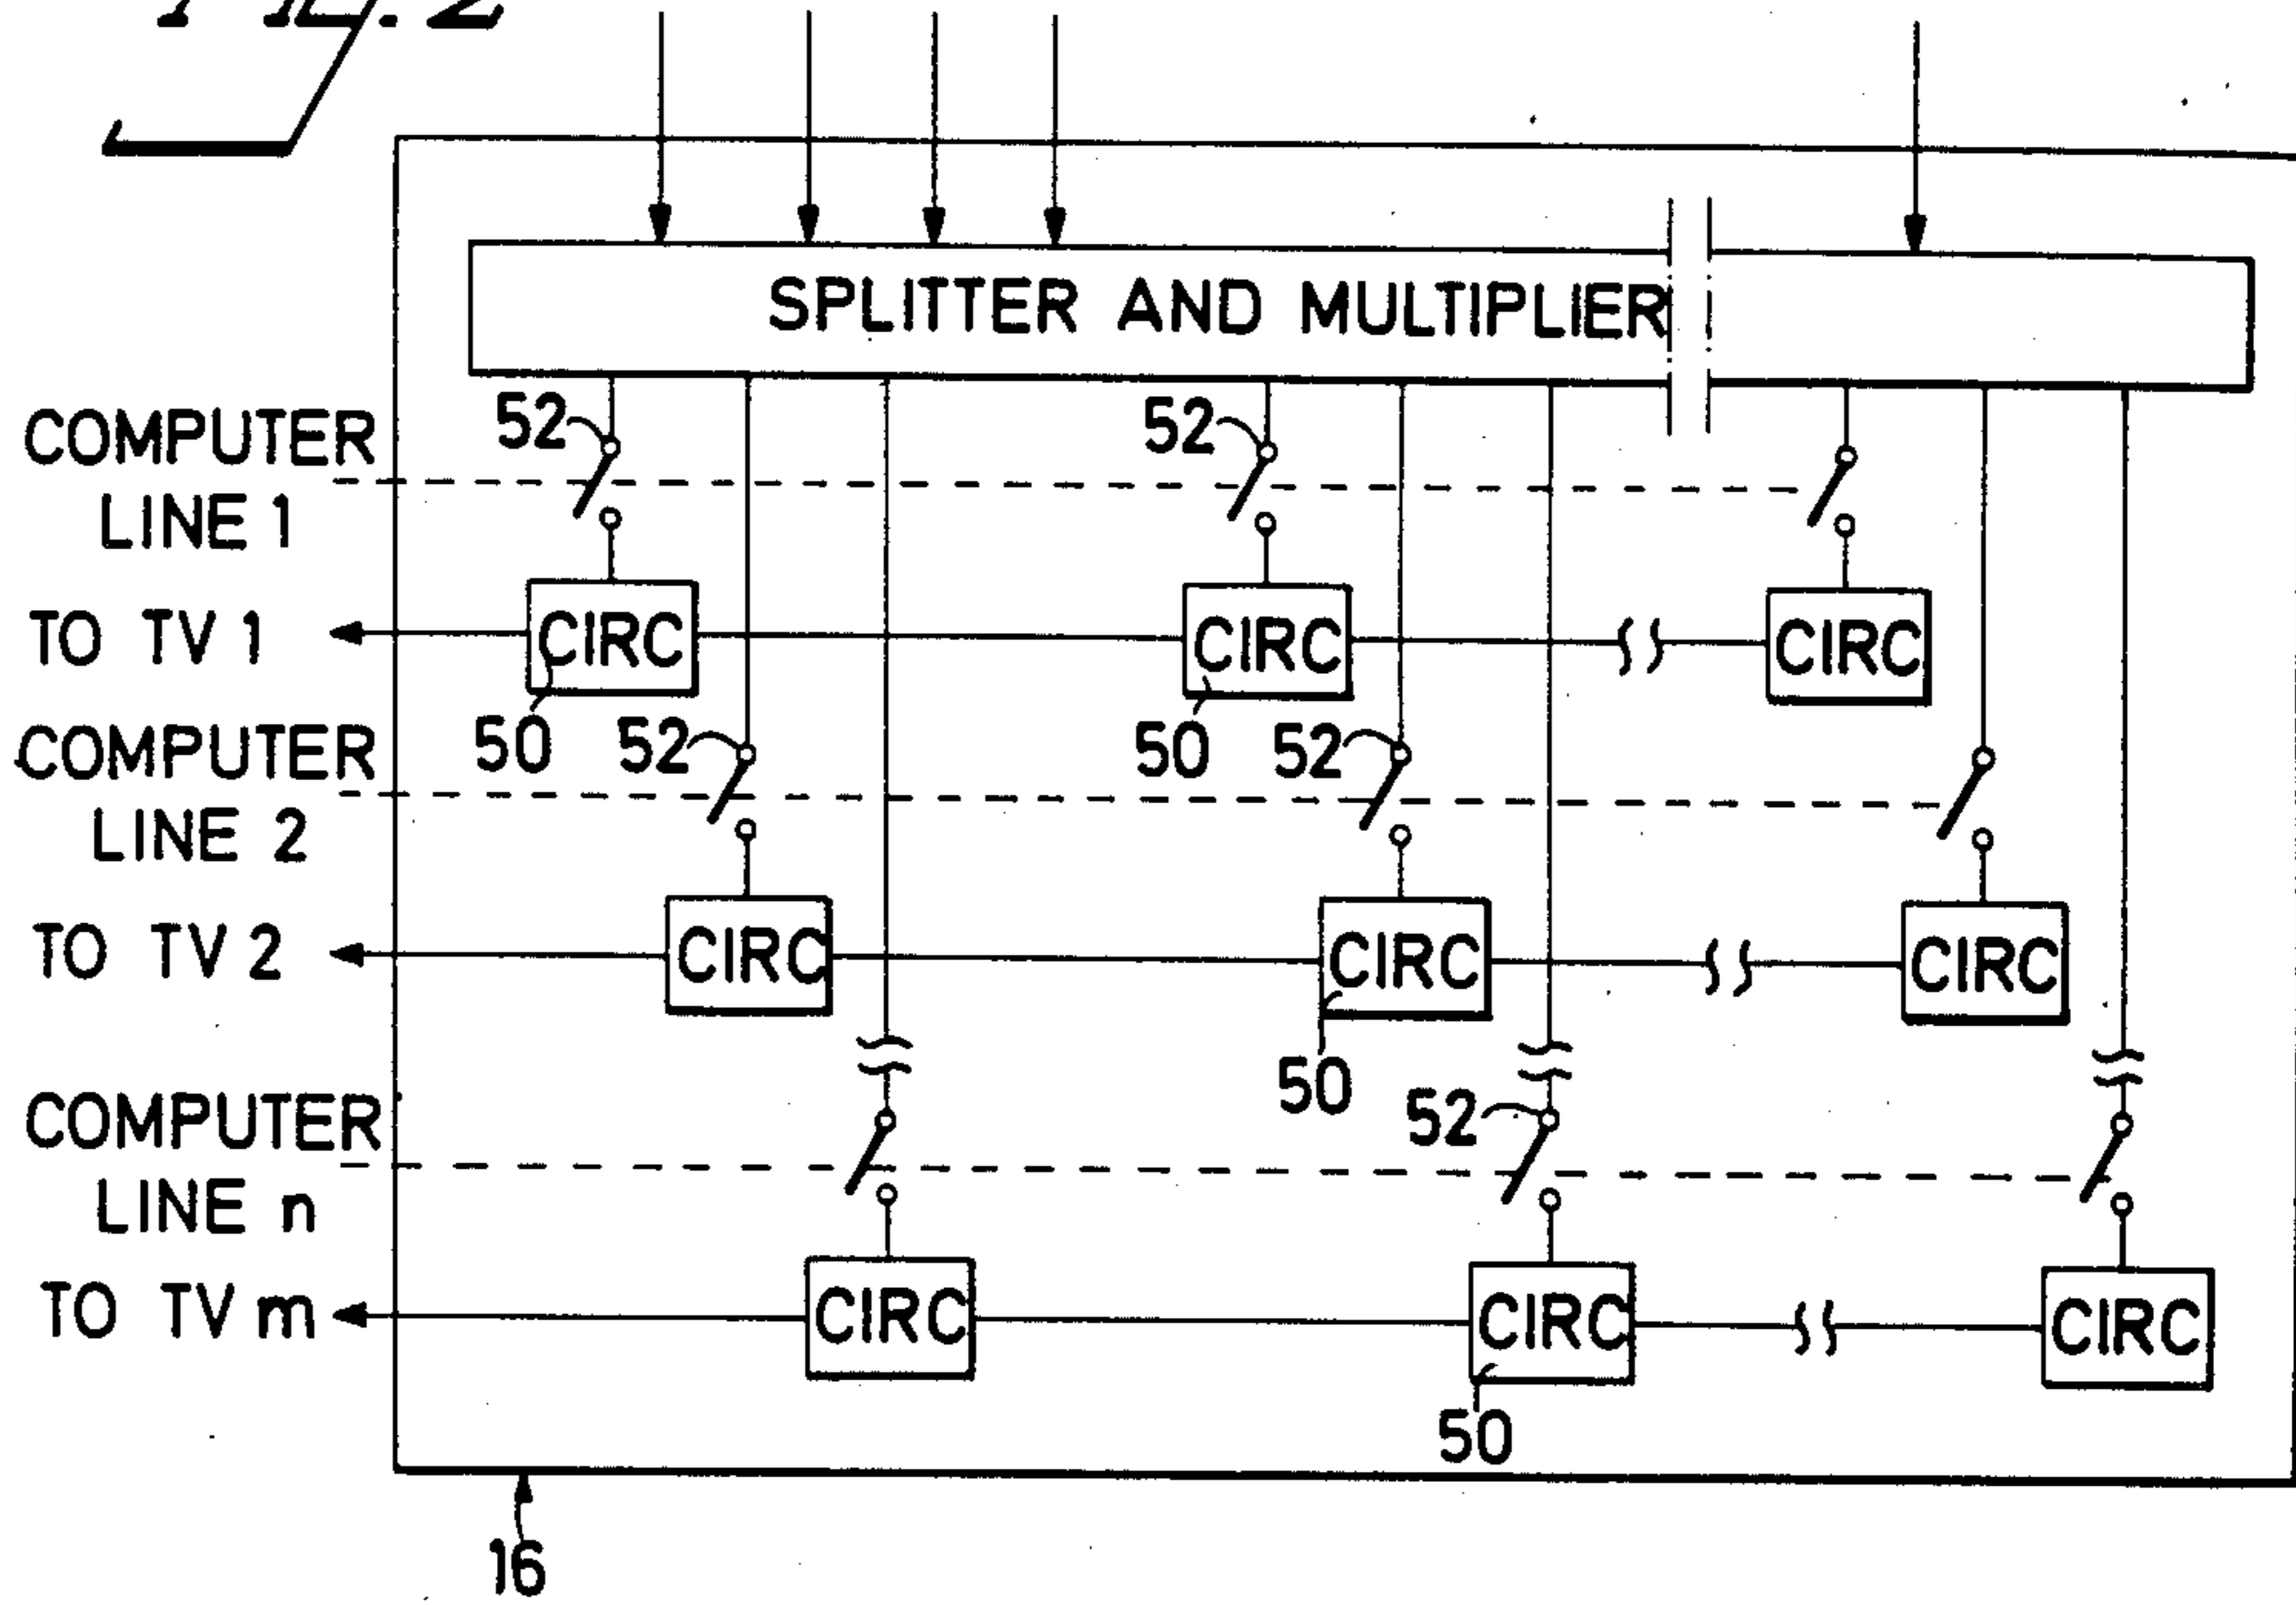 FIG. 2
SPLITTER AND MULTIPLIER
52
52
COMPUTER
LINE 1
TO TV 1
CIRC
CIRC
CIRC
50
52
50
52
COMPUTER
LINE 2
TO TV 2
CIRC
CIRC
CIRC
50
52
COMPUTER
LINE n
TO TV m
CIRC
CIRC
CIRC
50
16